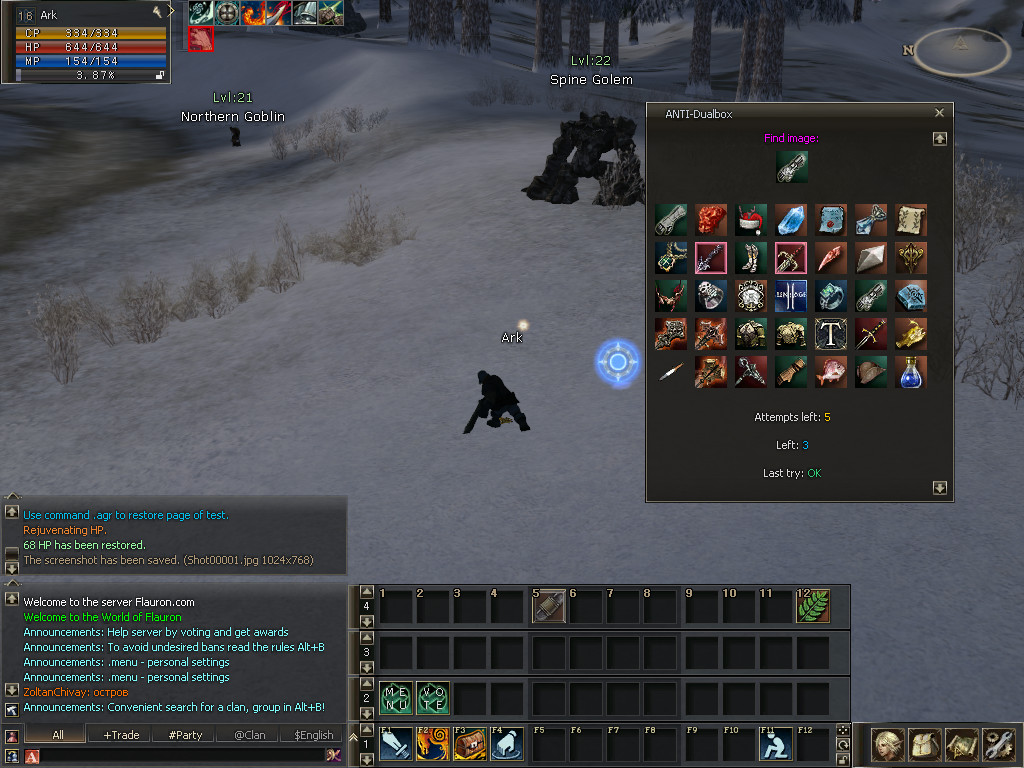 16 Ark
CP 334/334
HP 644/644
MP 154/154
3.87%
Lvl:21
Northern Goblin
Lvl:22
Spine Golem
N
ANTI-Dualbox
Find image:
T
Attempts left: 5
Left: 3
Last try: OK
Ark
Use command .agr to restore page of test.
Rejuvenating HP.
68 HP has been restored.
The screenshot has been saved. (Shot00001.jpg 1024x768)
Welcome to the server Flauron.com
Welcome to the World of Flauron
Announcements: Help server by voting and get awards
Announcements: To avoid undesired bans read the rules Alt+B
Announcements: .menu - personal settings
Announcements: .menu - personal settings
ZoltanChivay: остров
Announcements: Convenient search for a clan, group in Alt+B!
All +Trade #Party @Clan $English
A
1 2 3 4 5 6 7 8 9 10 11 12
4
3
2
MENU VOTE
1
F1 F2 F3 F4 F5 F6 F7 F8 F9 F10 F11 F12